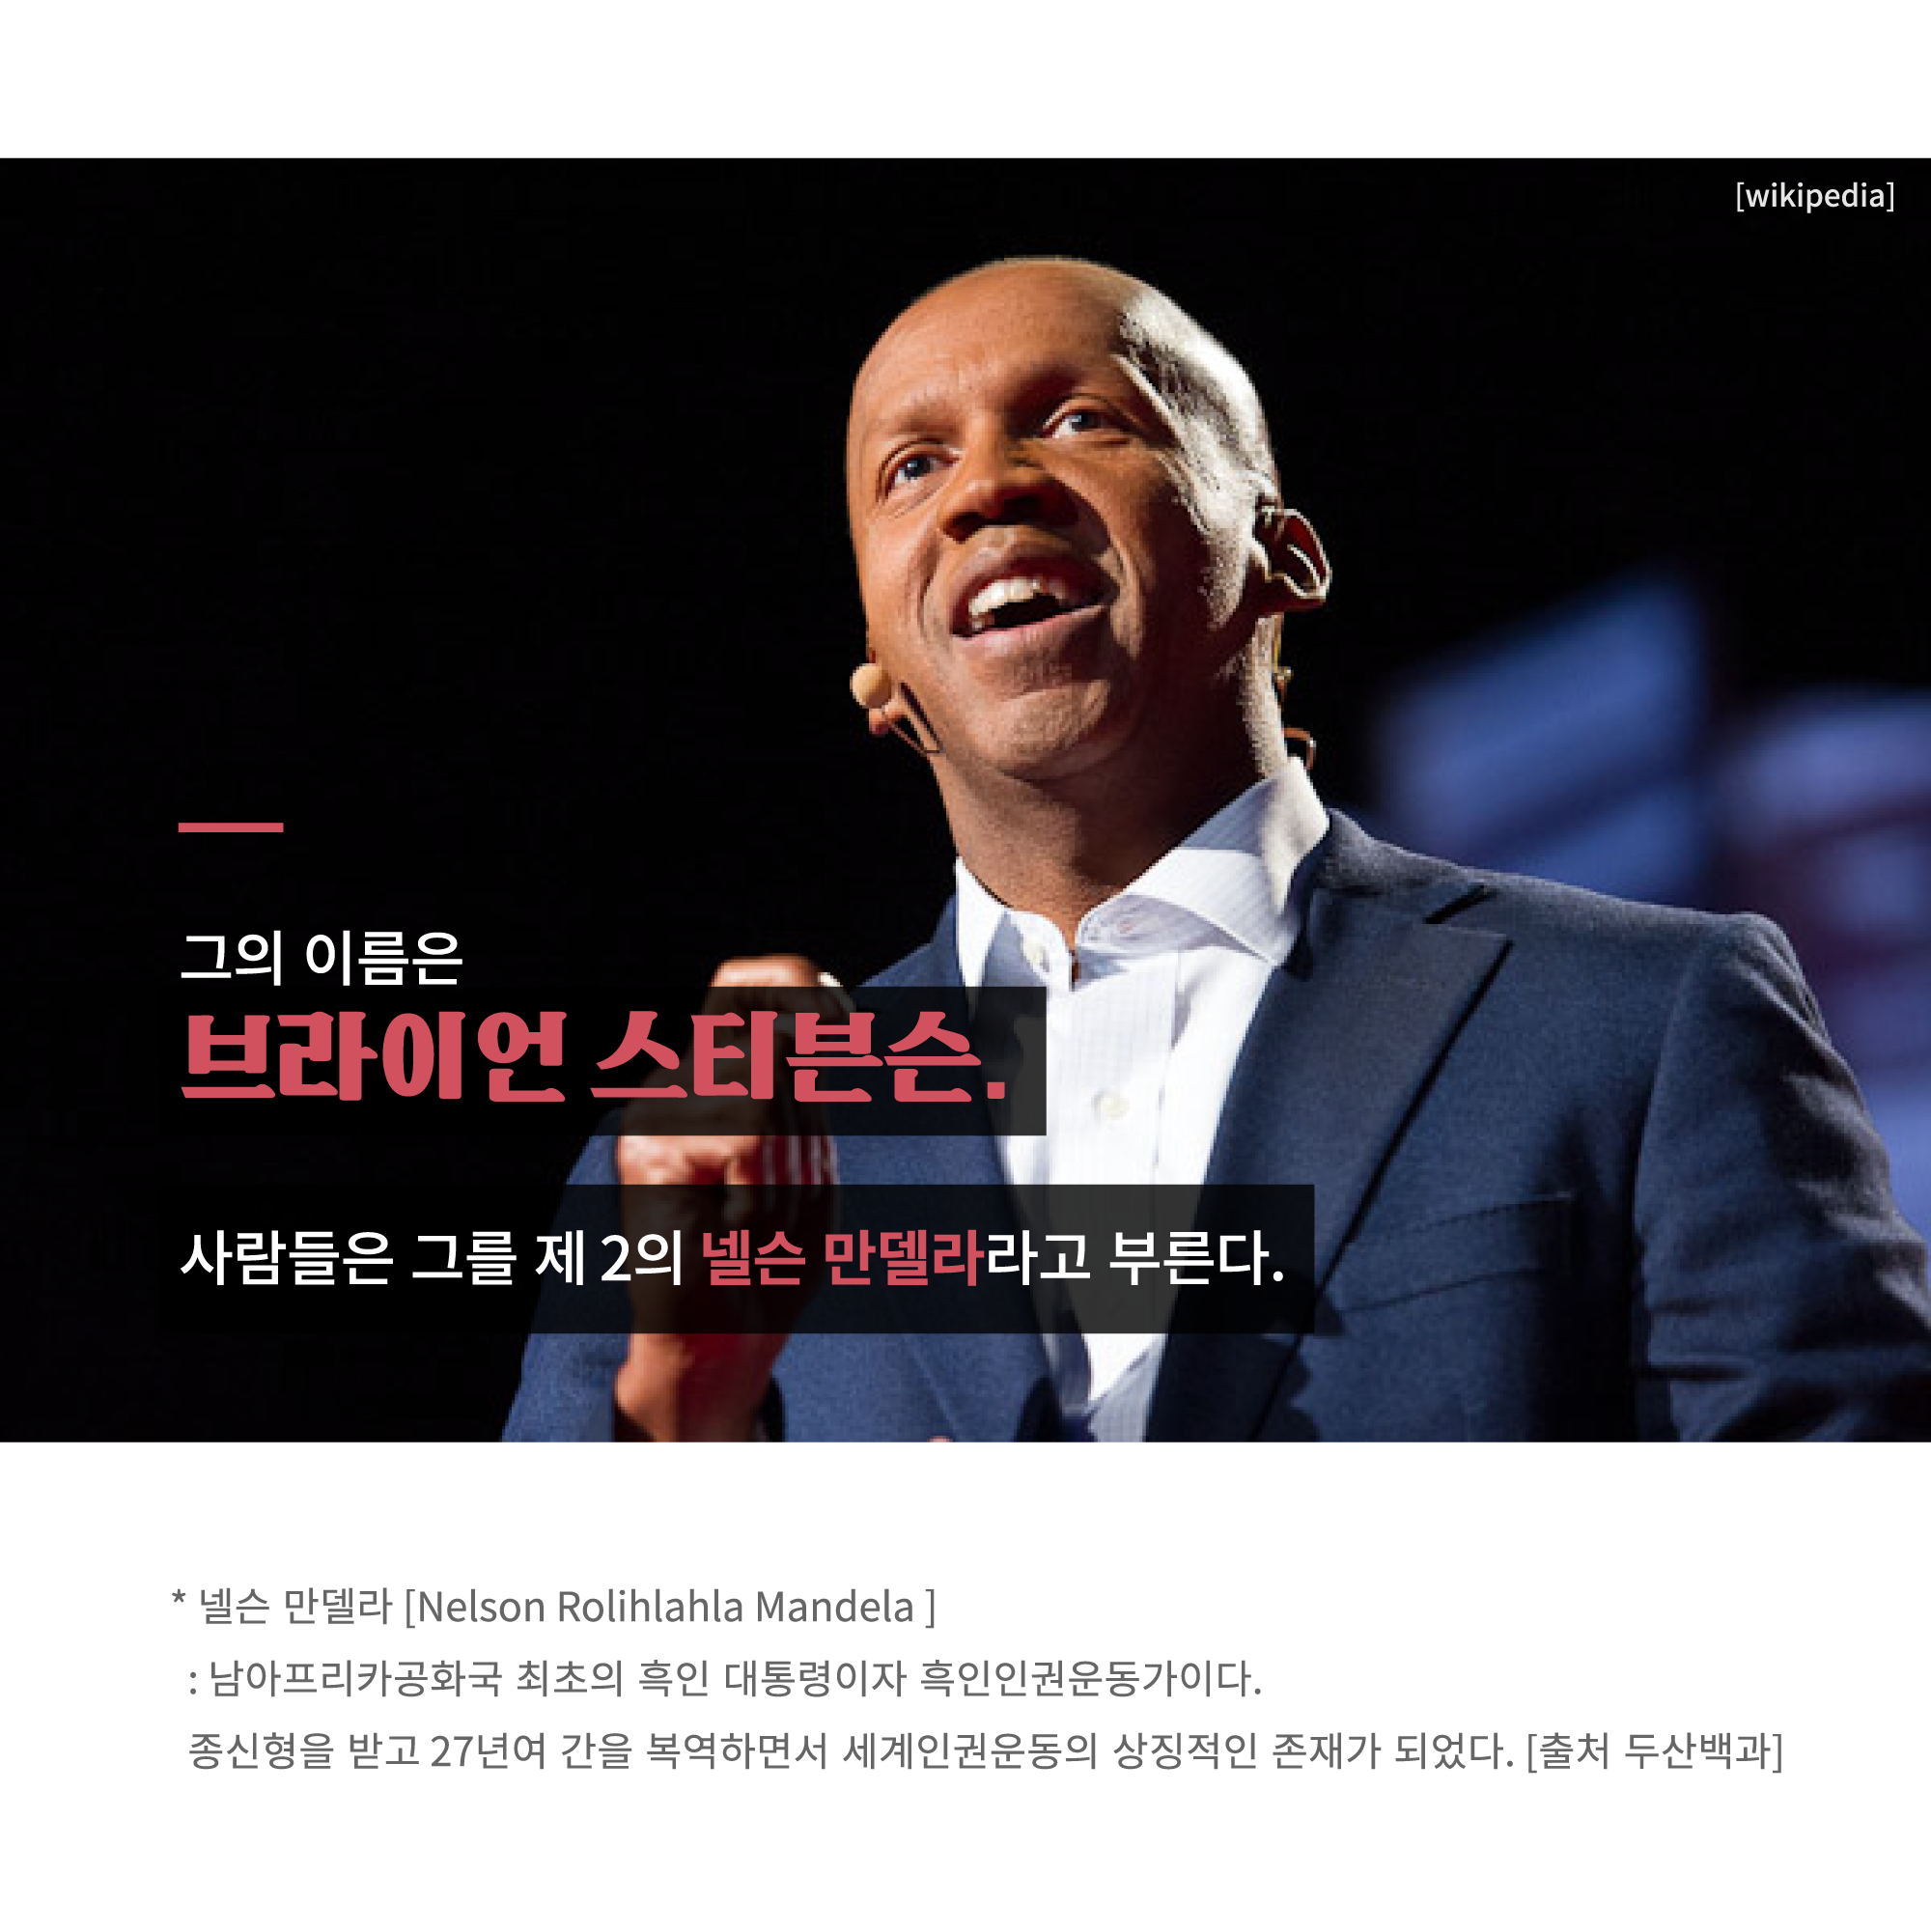 [wikipedia]
그의 이름은
브라이언 스티븐슨.
사람들은 그를 제 2의 넬슨 만델라라고 부른다.
* 넬슨 만델라 [Nelson Rolihlahla Mandela ]
: 남아프리카공화국 최초의 흑인 대통령이자 흑인인권운동가이다.
종신형을 받고 27년여 간을 복역하면서 세계인권운동의 상징적인 존재가 되었다. [출처 두산백과]